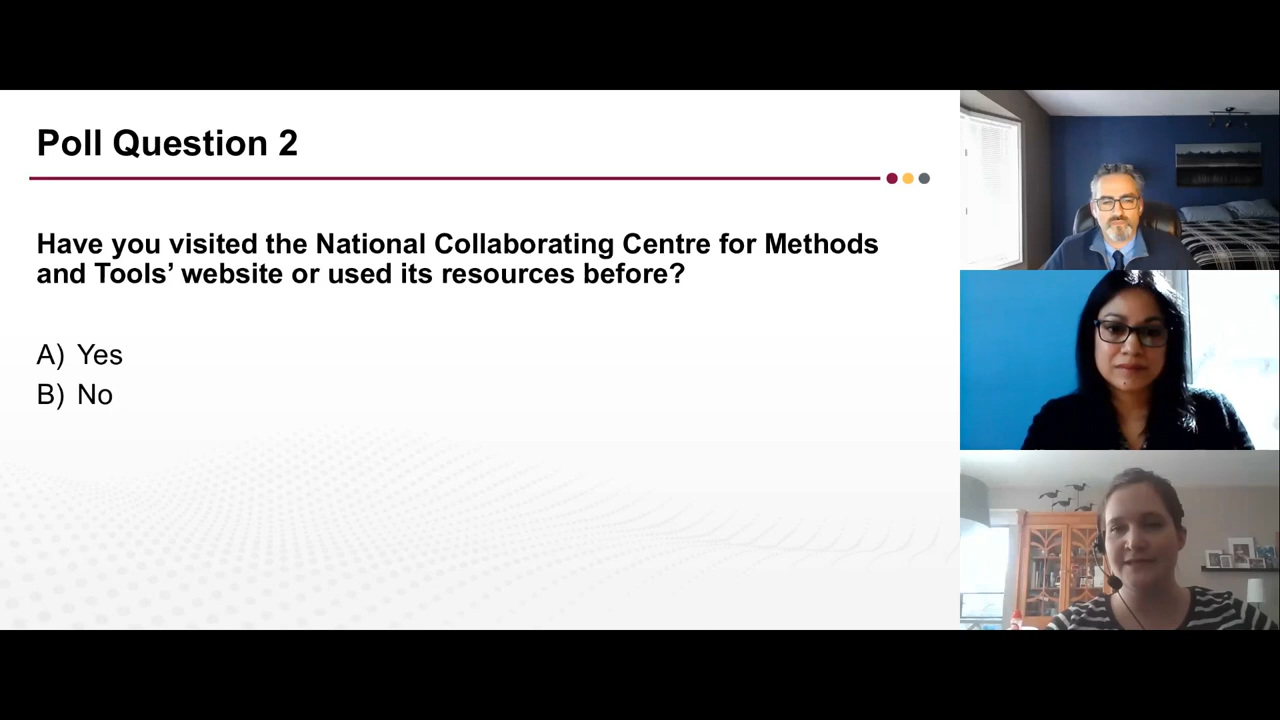 Poll Question 2
Have you visited the National Collaborating Centre for Methods
and Tools’ website or used its resources before?
A) Yes
B) No